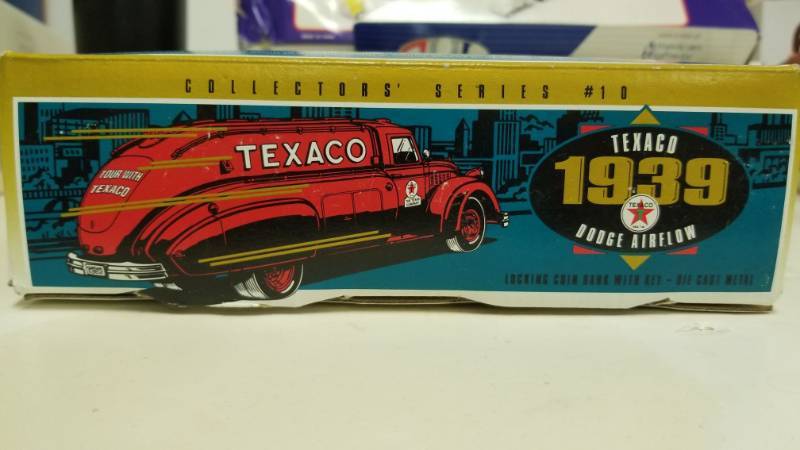 COLLECTORS' SERIES #10
TEXACO
TOUR WITH
TEXACO
TEXACO
1939
TEXACO
DODGE AIRFLOW
LOCKING COIN BANK WITH KEY - DIE CAST METAL